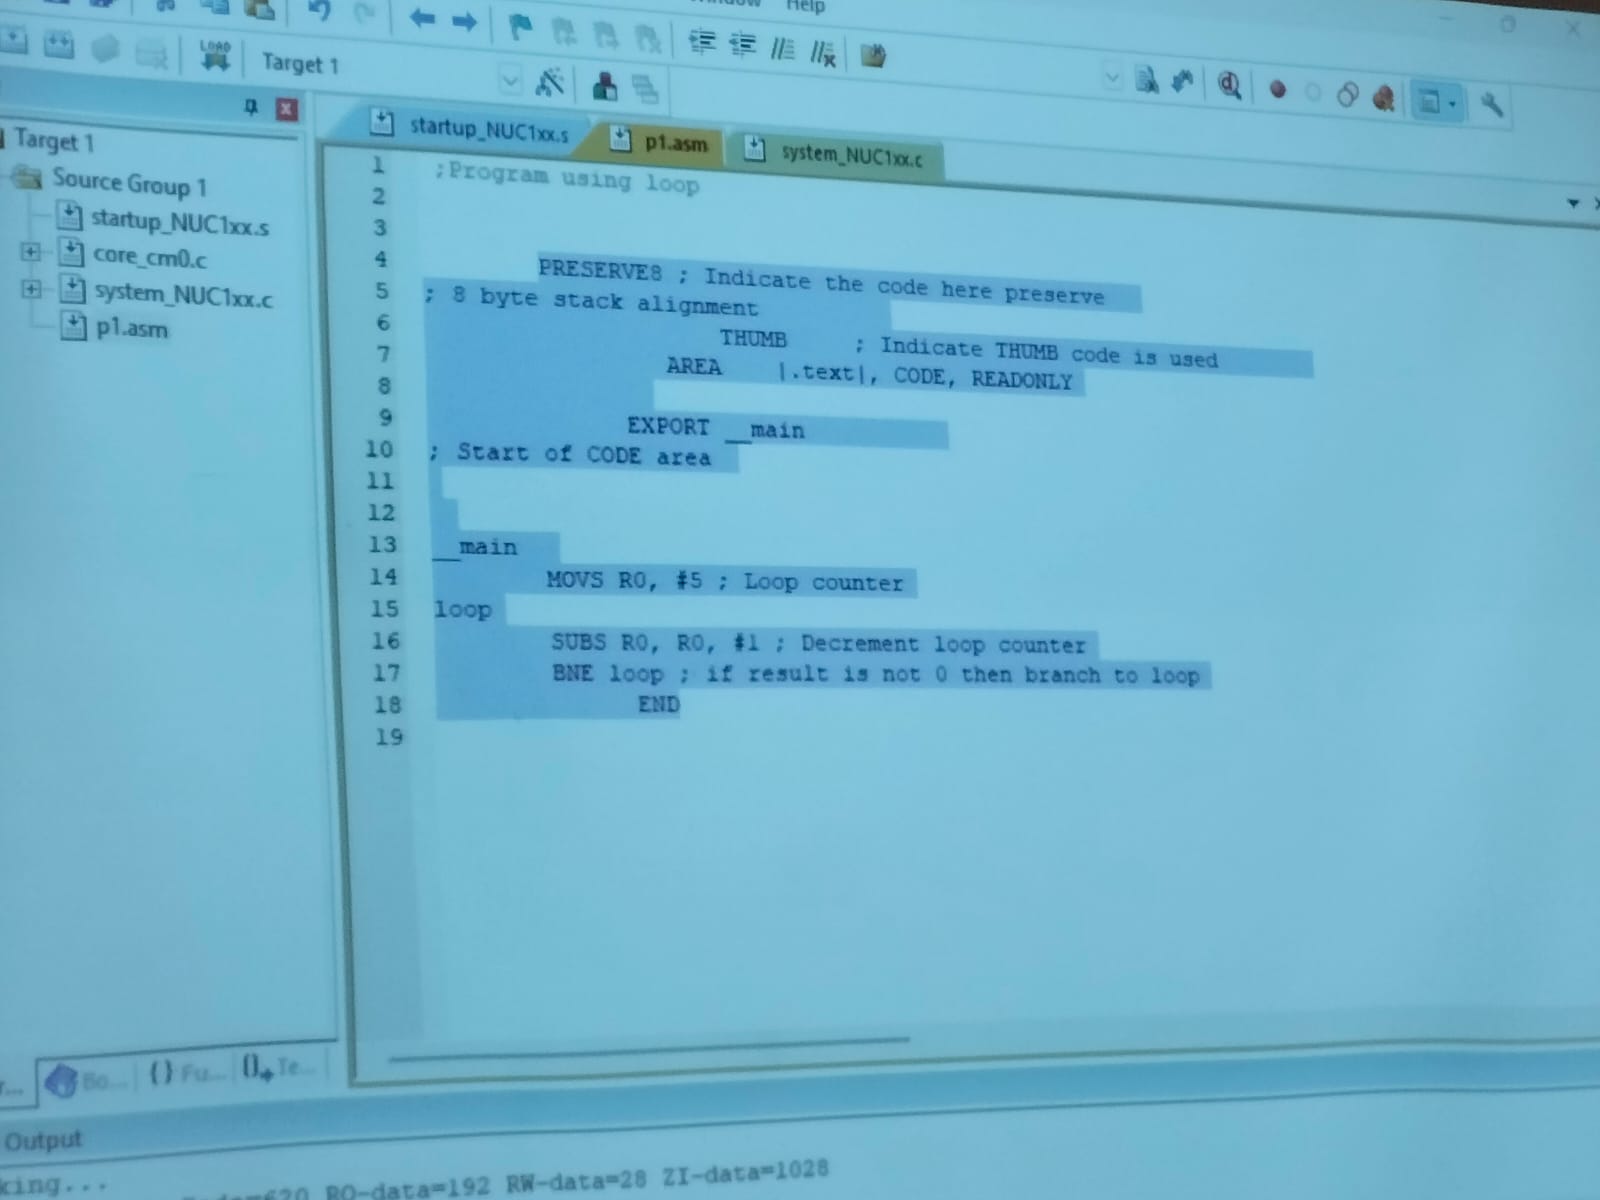 Help
LOAD
Target 1
Target 1
Source Group 1
startup_NUC1xx.s
core_cm0.c
system_NUC1xx.c
p1.asm
startup_NUC1xx.s
p1.asm
system_NUC1xx.c
1 ;Program using loop
2
3
4 PRESERVE8 ; Indicate the code here preserve
5 ; 8 byte stack alignment
6 THUMB ; Indicate THUMB code is used
7 AREA |.text|, CODE, READONLY
8
9 EXPORT __main
10 ; Start of CODE area
11
12
13 __main
14 MOVS R0, #5 ; Loop counter
15 loop
16 SUBS R0, R0, #1 ; Decrement loop counter
17 BNE loop ; if result is not 0 then branch to loop
18 END
19
Bo...
{} Fu...
Te...
Output
king...
=620 RO-data=192 RW-data=28 ZI-data=1028